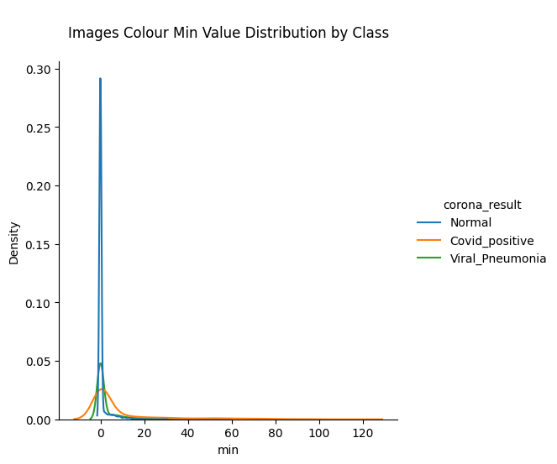 Images Colour Min Value Distribution by Class
0.30
0.25
0.20
0.15
0.10
0.05
0.00
Density
0
20
40
60
80
100
120
min
corona_result
Normal
Covid_positive
Viral_Pneumonia